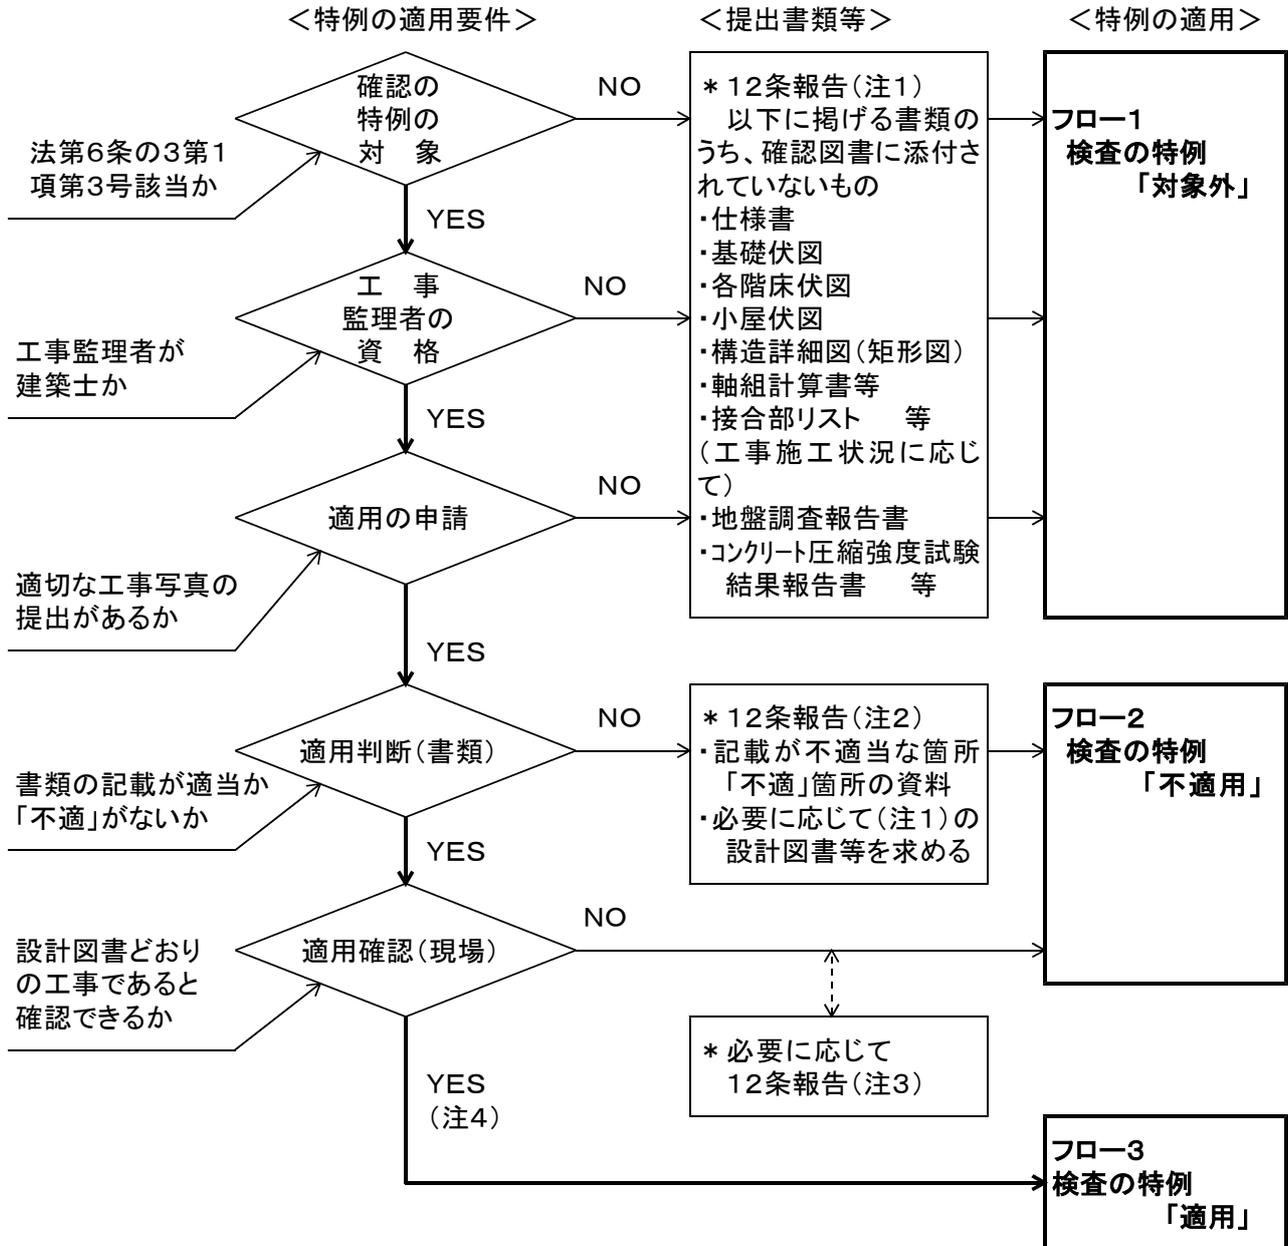 ＜特例の適用要件＞
＜提出書類等＞
＜特例の適用＞
確認の
特例の
対　象
NO
法第６条の３第１
項第３号該当か
YES
工　事
監理者の
資　格
NO
工事監理者が
建築士か
YES
適用の申請
NO
適切な工事写真の
提出があるか
YES
＊12条報告（注１）
以下に掲げる書類の
うち、確認図書に添付さ
れていないもの
・仕様書
・基礎伏図
・各階床伏図
・小屋伏図
・構造詳細図（矩形図）
・軸組計算書等
・接合部リスト　等
（工事施工状況に応じ
て）
・地盤調査報告書
・コンクリート圧縮強度試験
結果報告書　等
フロー１
検査の特例
「対象外」
適用判断（書類）
NO
書類の記載が適当か
「不適」がないか
YES
＊12条報告（注２）
・記載が不適当な箇所
「不適」箇所の資料
・必要に応じて（注１）の
設計図書等を求める
フロー２
検査の特例
「不適用」
適用確認（現場）
NO
設計図書どおり
の工事であると
確認できるか
YES
（注４）
＊必要に応じて
12条報告（注３）
フロー３
検査の特例
「適用」